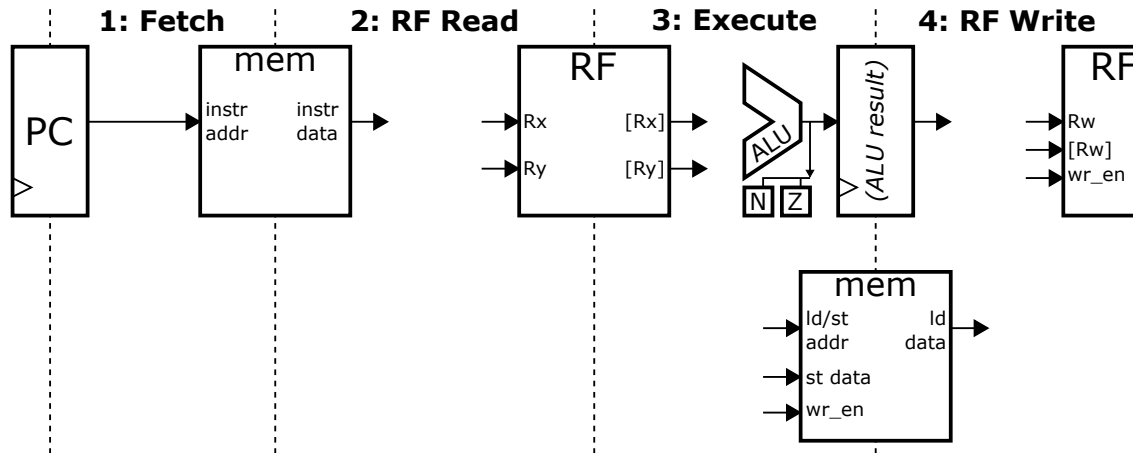 1: Fetch
2: RF Read
3: Execute
4: RF Write
PC
mem
instr
addr
instr
data
RF
Rx
[Rx]
Ry
[Ry]
ALU
N
Z
(ALU result)
RF
Rw
[Rw]
wr_en
mem
ld/st
addr
ld
data
st data
wr_en